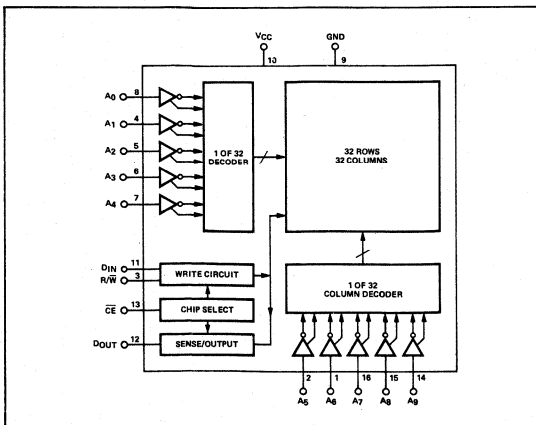 VCC
10
GND
9
A0 8
A1 4
A2 5
A3 6
A4 7
1 OF 32
DECODER
32 ROWS
32 COLUMNS
DIN 11
R/W̅ 3
WRITE CIRCUIT
C̅E̅ 13
CHIP SELECT
DOUT 12
SENSE/OUTPUT
1 OF 32
COLUMN DECODER
2 1 16 15 14
A5 A6 A7 A8 A9